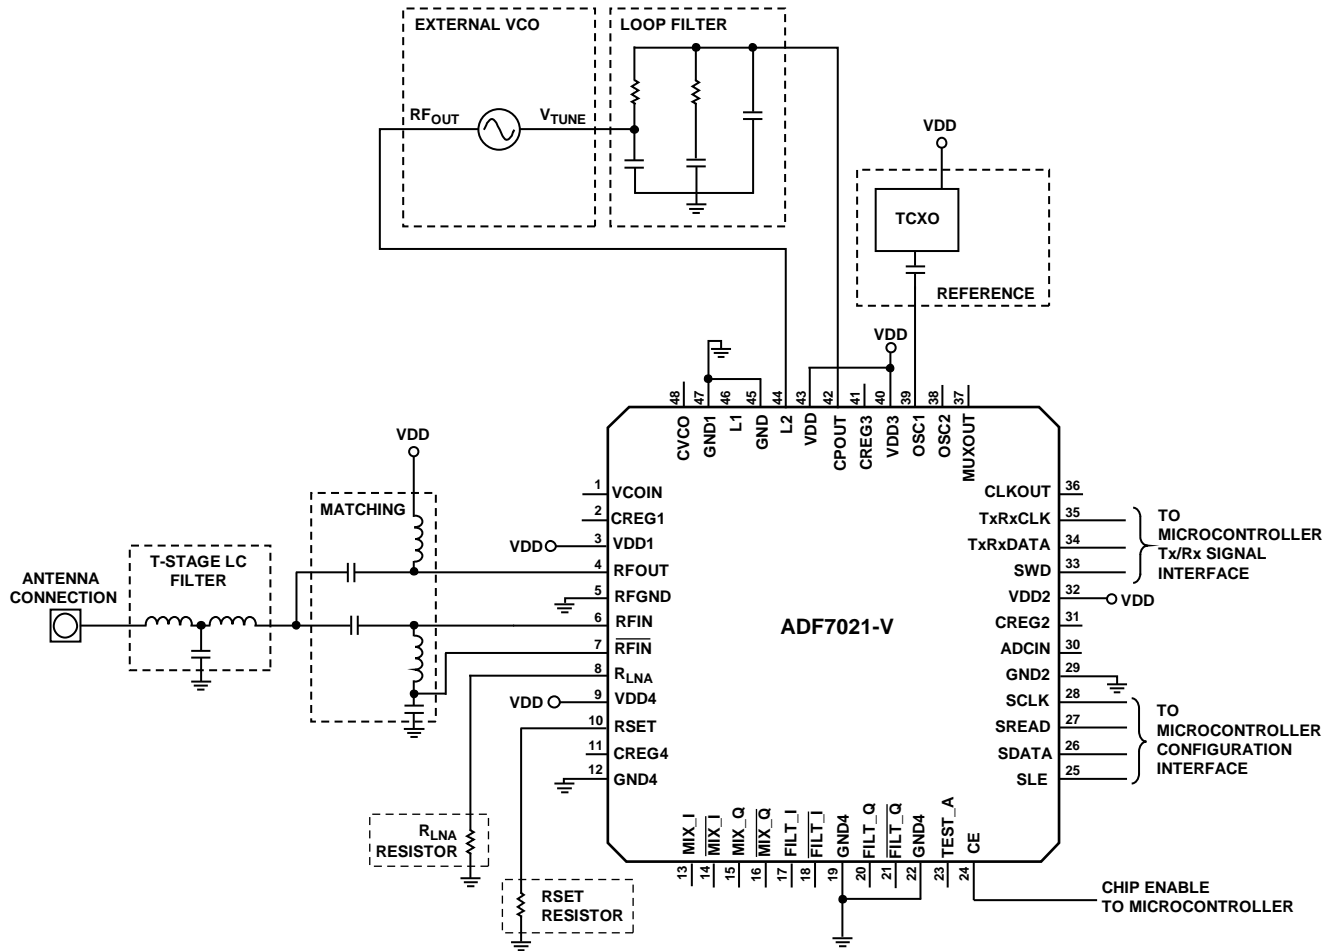 EXTERNAL VCO
LOOP FILTER
RFOUT
VTUNE
VDD
TCXO
REFERENCE
VDD
48
47
46
45
44
43
42
41
40
39
38
37
CVCO
GND1
L1
GND
L2
VDD
CPOUT
CREG3
VDD3
OSC1
OSC2
MUXOUT
VDD
MATCHING
T-STAGE LC
FILTER
ANTENNA
CONNECTION
1 VCOIN
2 CREG1
VDD 3 VDD1
4 RFOUT
5 RFGND
6 RFIN
7 RFIN
8 RLNA
VDD 9 VDD4
10 RSET
11 CREG4
12 GND4
ADF7021-V
CLKOUT 36
TxRxCLK 35
TxRxDATA 34
SWD 33
VDD2 32 VDD
CREG2 31
ADCIN 30
GND2 29
SCLK 28
SREAD 27
SDATA 26
SLE 25
TO
MICROCONTROLLER
Tx/Rx SIGNAL
INTERFACE
TO
MICROCONTROLLER
CONFIGURATION
INTERFACE
MIX_I
MIX_I
MIX_Q
MIX_Q
FILT_I
FILT_I
GND4
FILT_Q
FILT_Q
GND4
TEST_A
CE
13
14
15
16
17
18
19
20
21
22
23
24
RLNA
RESISTOR
RSET
RESISTOR
CHIP ENABLE
TO MICROCONTROLLER